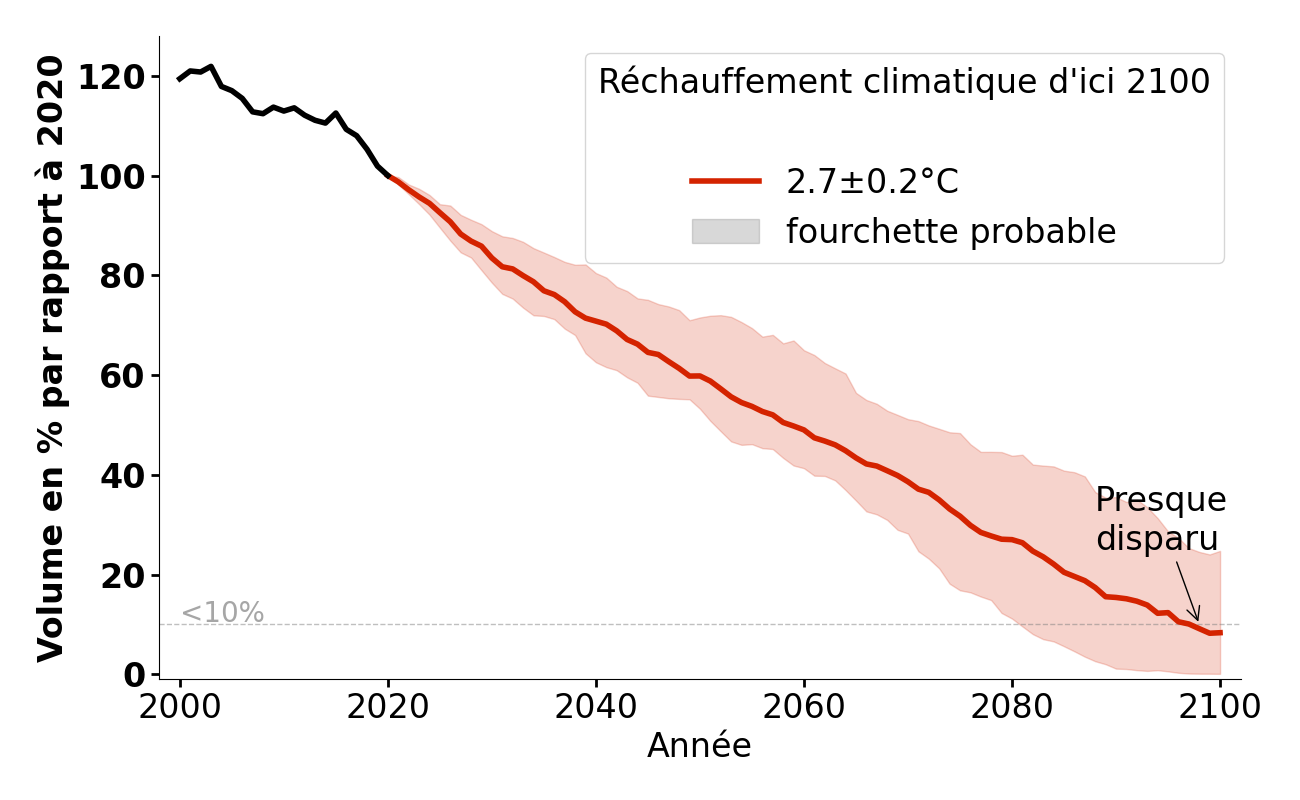 Volume en % par rapport à 2020
120
100
80
60
40
20
0
Réchauffement climatique d'ici 2100
2.7±0.2°C
fourchette probable
Presque
disparu
<10%
2000 2020 2040 2060 2080 2100
Année